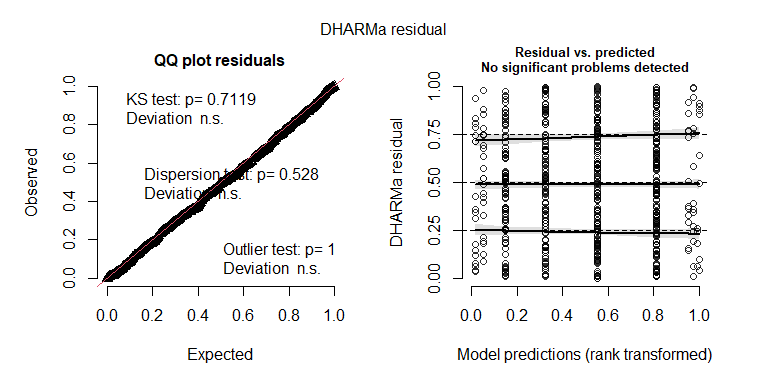 DHARMa residual
QQ plot residuals
KS test: p= 0.7119
Deviation n.s.
Dispersion test: p= 0.528
Deviation n.s.
Outlier test: p= 1
Deviation n.s.
Observed
0.0 0.2 0.4 0.6 0.8 1.0
0.0 0.2 0.4 0.6 0.8 1.0
Expected
Residual vs. predicted
No significant problems detected
DHARMa residual
0.00 0.25 0.50 0.75 1.00
0.0 0.2 0.4 0.6 0.8 1.0
Model predictions (rank transformed)